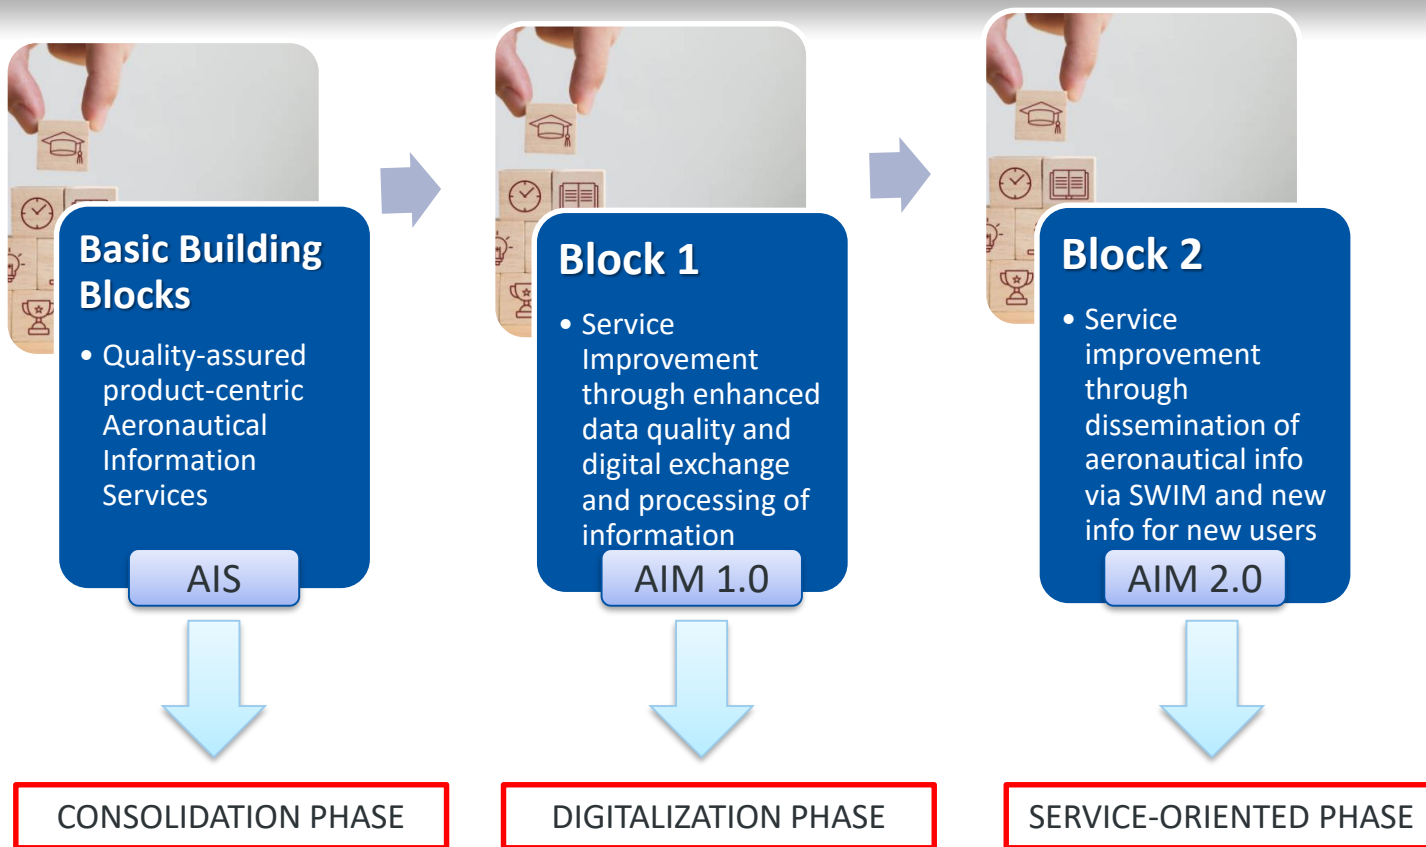 Basic Building
Blocks
• Quality-assured
product-centric
Aeronautical
Information
Services
AIS
CONSOLIDATION PHASE
Block 1
• Service
Improvement
through enhanced
data quality and
digital exchange
and processing of
information
AIM 1.0
DIGITALIZATION PHASE
Block 2
• Service
improvement
through
dissemination of
aeronautical info
via SWIM and new
info for new users
AIM 2.0
SERVICE-ORIENTED PHASE